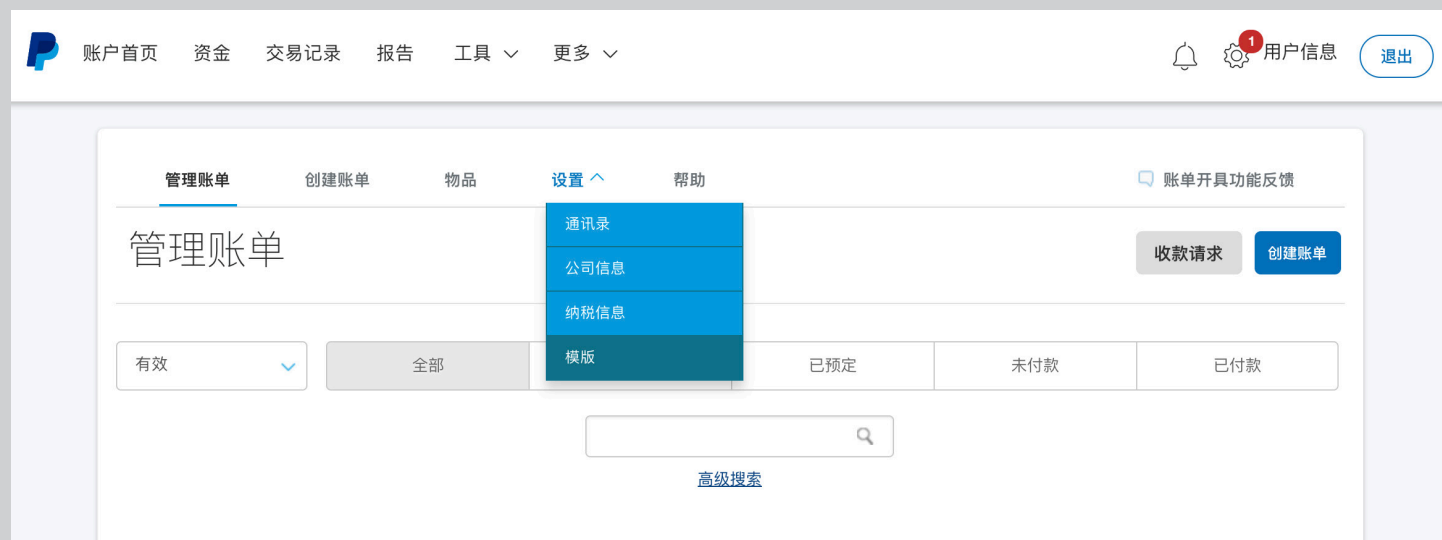 账户首页 资金 交易记录 报告 工具 更多 1 用户信息 退出
管理账单 创建账单 物品 设置 帮助 账单开具功能反馈
通讯录
管理账单 收款请求 创建账单
公司信息
纳税信息
模版
有效 全部 已预定 未付款 已付款
高级搜索